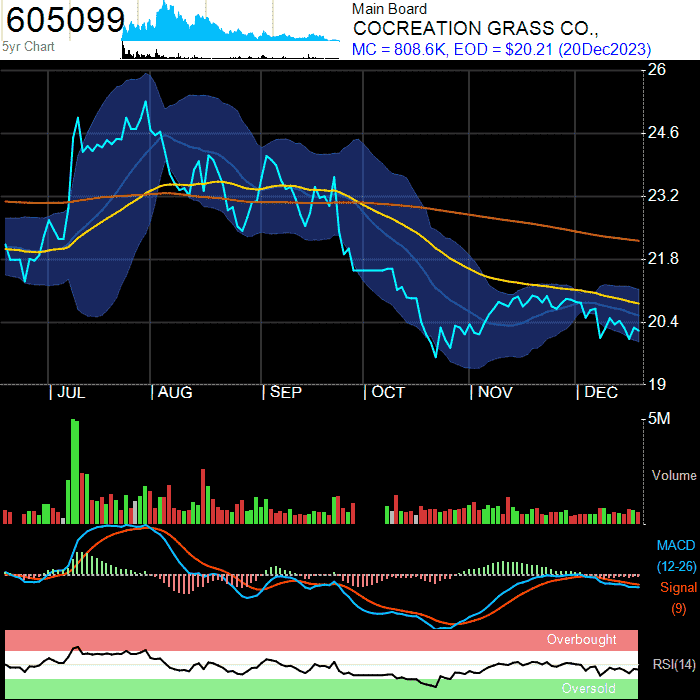 605099
5yr Chart
Main Board
COCREATION GRASS CO.,
MC = 808.6K, EOD = $20.21 (20Dec2023)
26
24.6
23.2
21.8
20.4
19
JUL
AUG
SEP
OCT
NOV
DEC
5M
Volume
MACD
(12-26)
Signal
(9)
Overbought
RSI(14)
Oversold